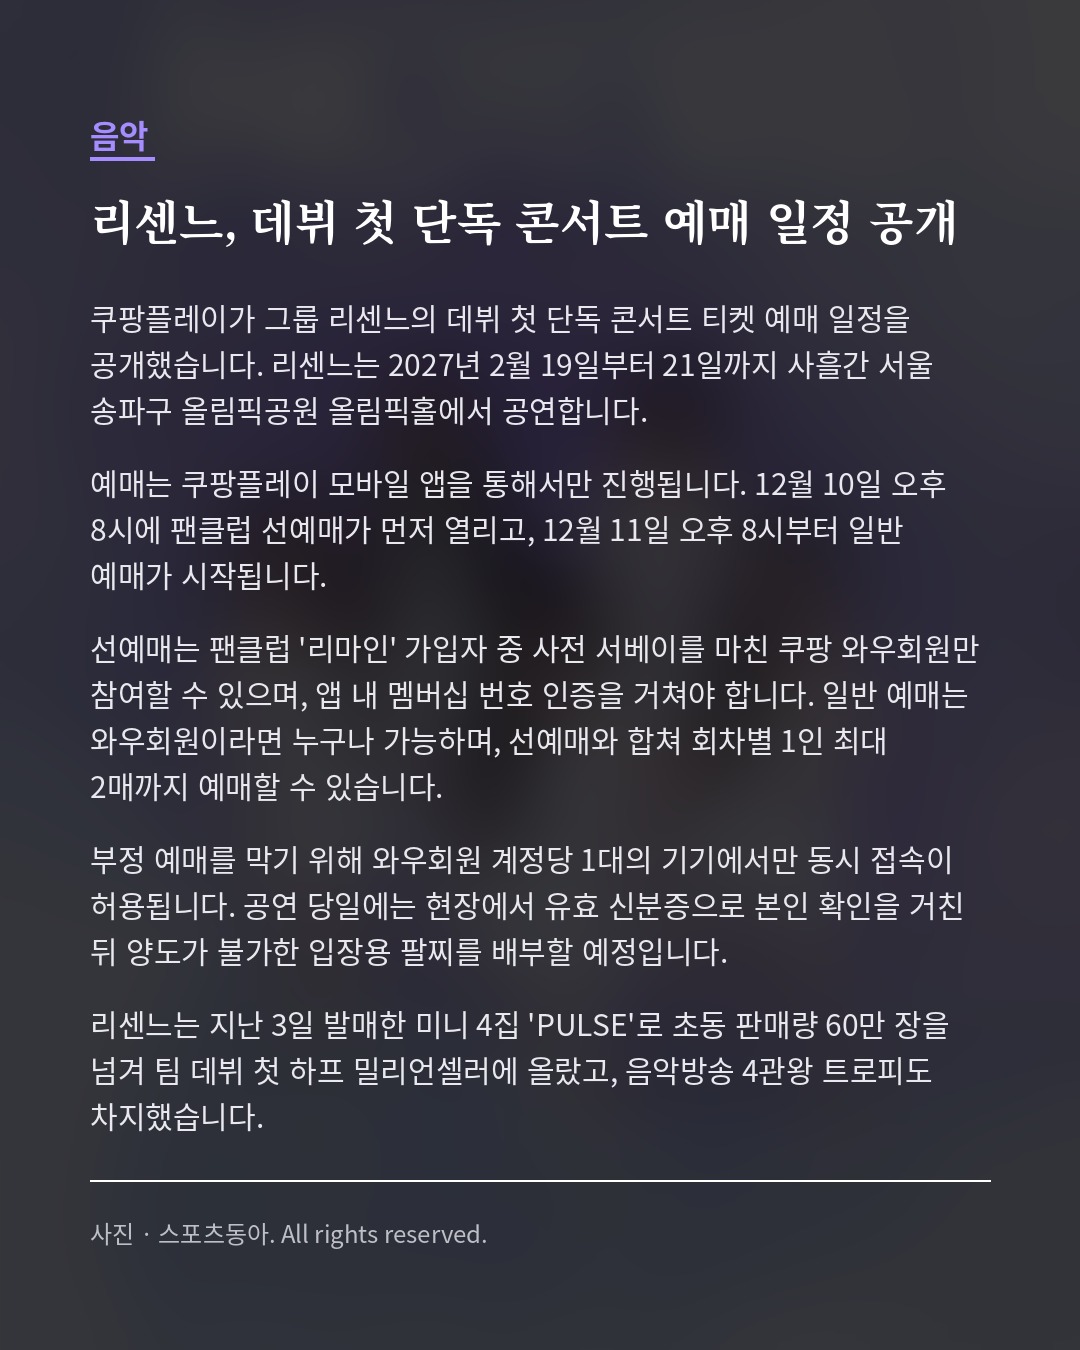 음악
리센느, 데뷔 첫 단독 콘서트 예매 일정 공개
쿠팡플레이가 그룹 리센느의 데뷔 첫 단독 콘서트 티켓 예매 일정을
공개했습니다. 리센느는 2027년 2월 19일부터 21일까지 사흘간 서울
송파구 올림픽공원 올림픽홀에서 공연합니다.
예매는 쿠팡플레이 모바일 앱을 통해서만 진행됩니다. 12월 10일 오후
8시에 팬클럽 선예매가 먼저 열리고, 12월 11일 오후 8시부터 일반
예매가 시작됩니다.
선예매는 팬클럽 '리마인' 가입자 중 사전 서베이를 마친 쿠팡 와우회원만
참여할 수 있으며, 앱 내 멤버십 번호 인증을 거쳐야 합니다. 일반 예매는
와우회원이라면 누구나 가능하며, 선예매와 합쳐 회차별 1인 최대
2매까지 예매할 수 있습니다.
부정 예매를 막기 위해 와우회원 계정당 1대의 기기에서만 동시 접속이
허용됩니다. 공연 당일에는 현장에서 유효 신분증으로 본인 확인을 거친
뒤 양도가 불가한 입장용 팔찌를 배부할 예정입니다.
리센느는 지난 3일 발매한 미니 4집 'PULSE'로 초동 판매량 60만 장을
넘겨 팀 데뷔 첫 하프 밀리언셀러에 올랐고, 음악방송 4관왕 트로피도
차지했습니다.
사진 · 스포츠동아. All rights reserved.